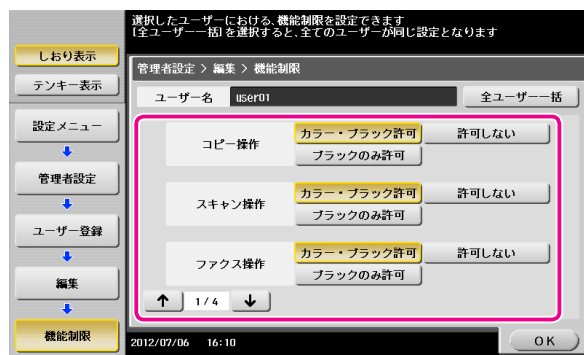 選択したユーザーにおける、機能制限を設定できます
［全ユーザー一括］を選択すると、全てのユーザーが同じ設定となります
しおり表示
テンキー表示
設定メニュー
管理者設定
ユーザー登録
編集
機能制限
管理者設定 > 編集 > 機能制限
ユーザー名 user01 全ユーザー一括
コピー操作 カラー・ブラック許可 許可しない
ブラックのみ許可
スキャン操作 カラー・ブラック許可 許可しない
ブラックのみ許可
ファクス操作 カラー・ブラック許可 許可しない
ブラックのみ許可
↑ 1/4 ↓
2012/07/06 16:10 OK